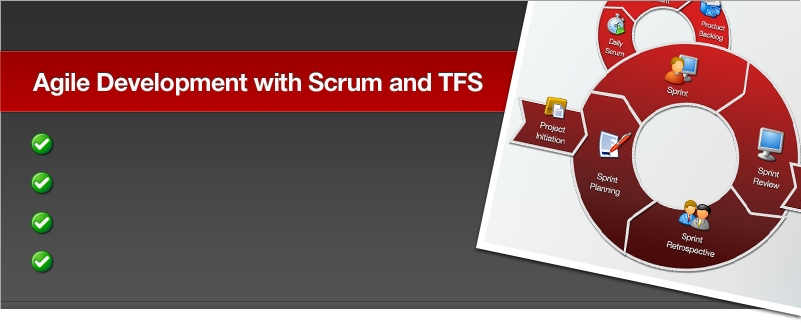 Agile Development with Scrum and TFS
Product
Backlog
Daily
Scrum
Sprint
Project
Initiation
Sprint
Planning
Sprint
Review
Sprint
Retrospective